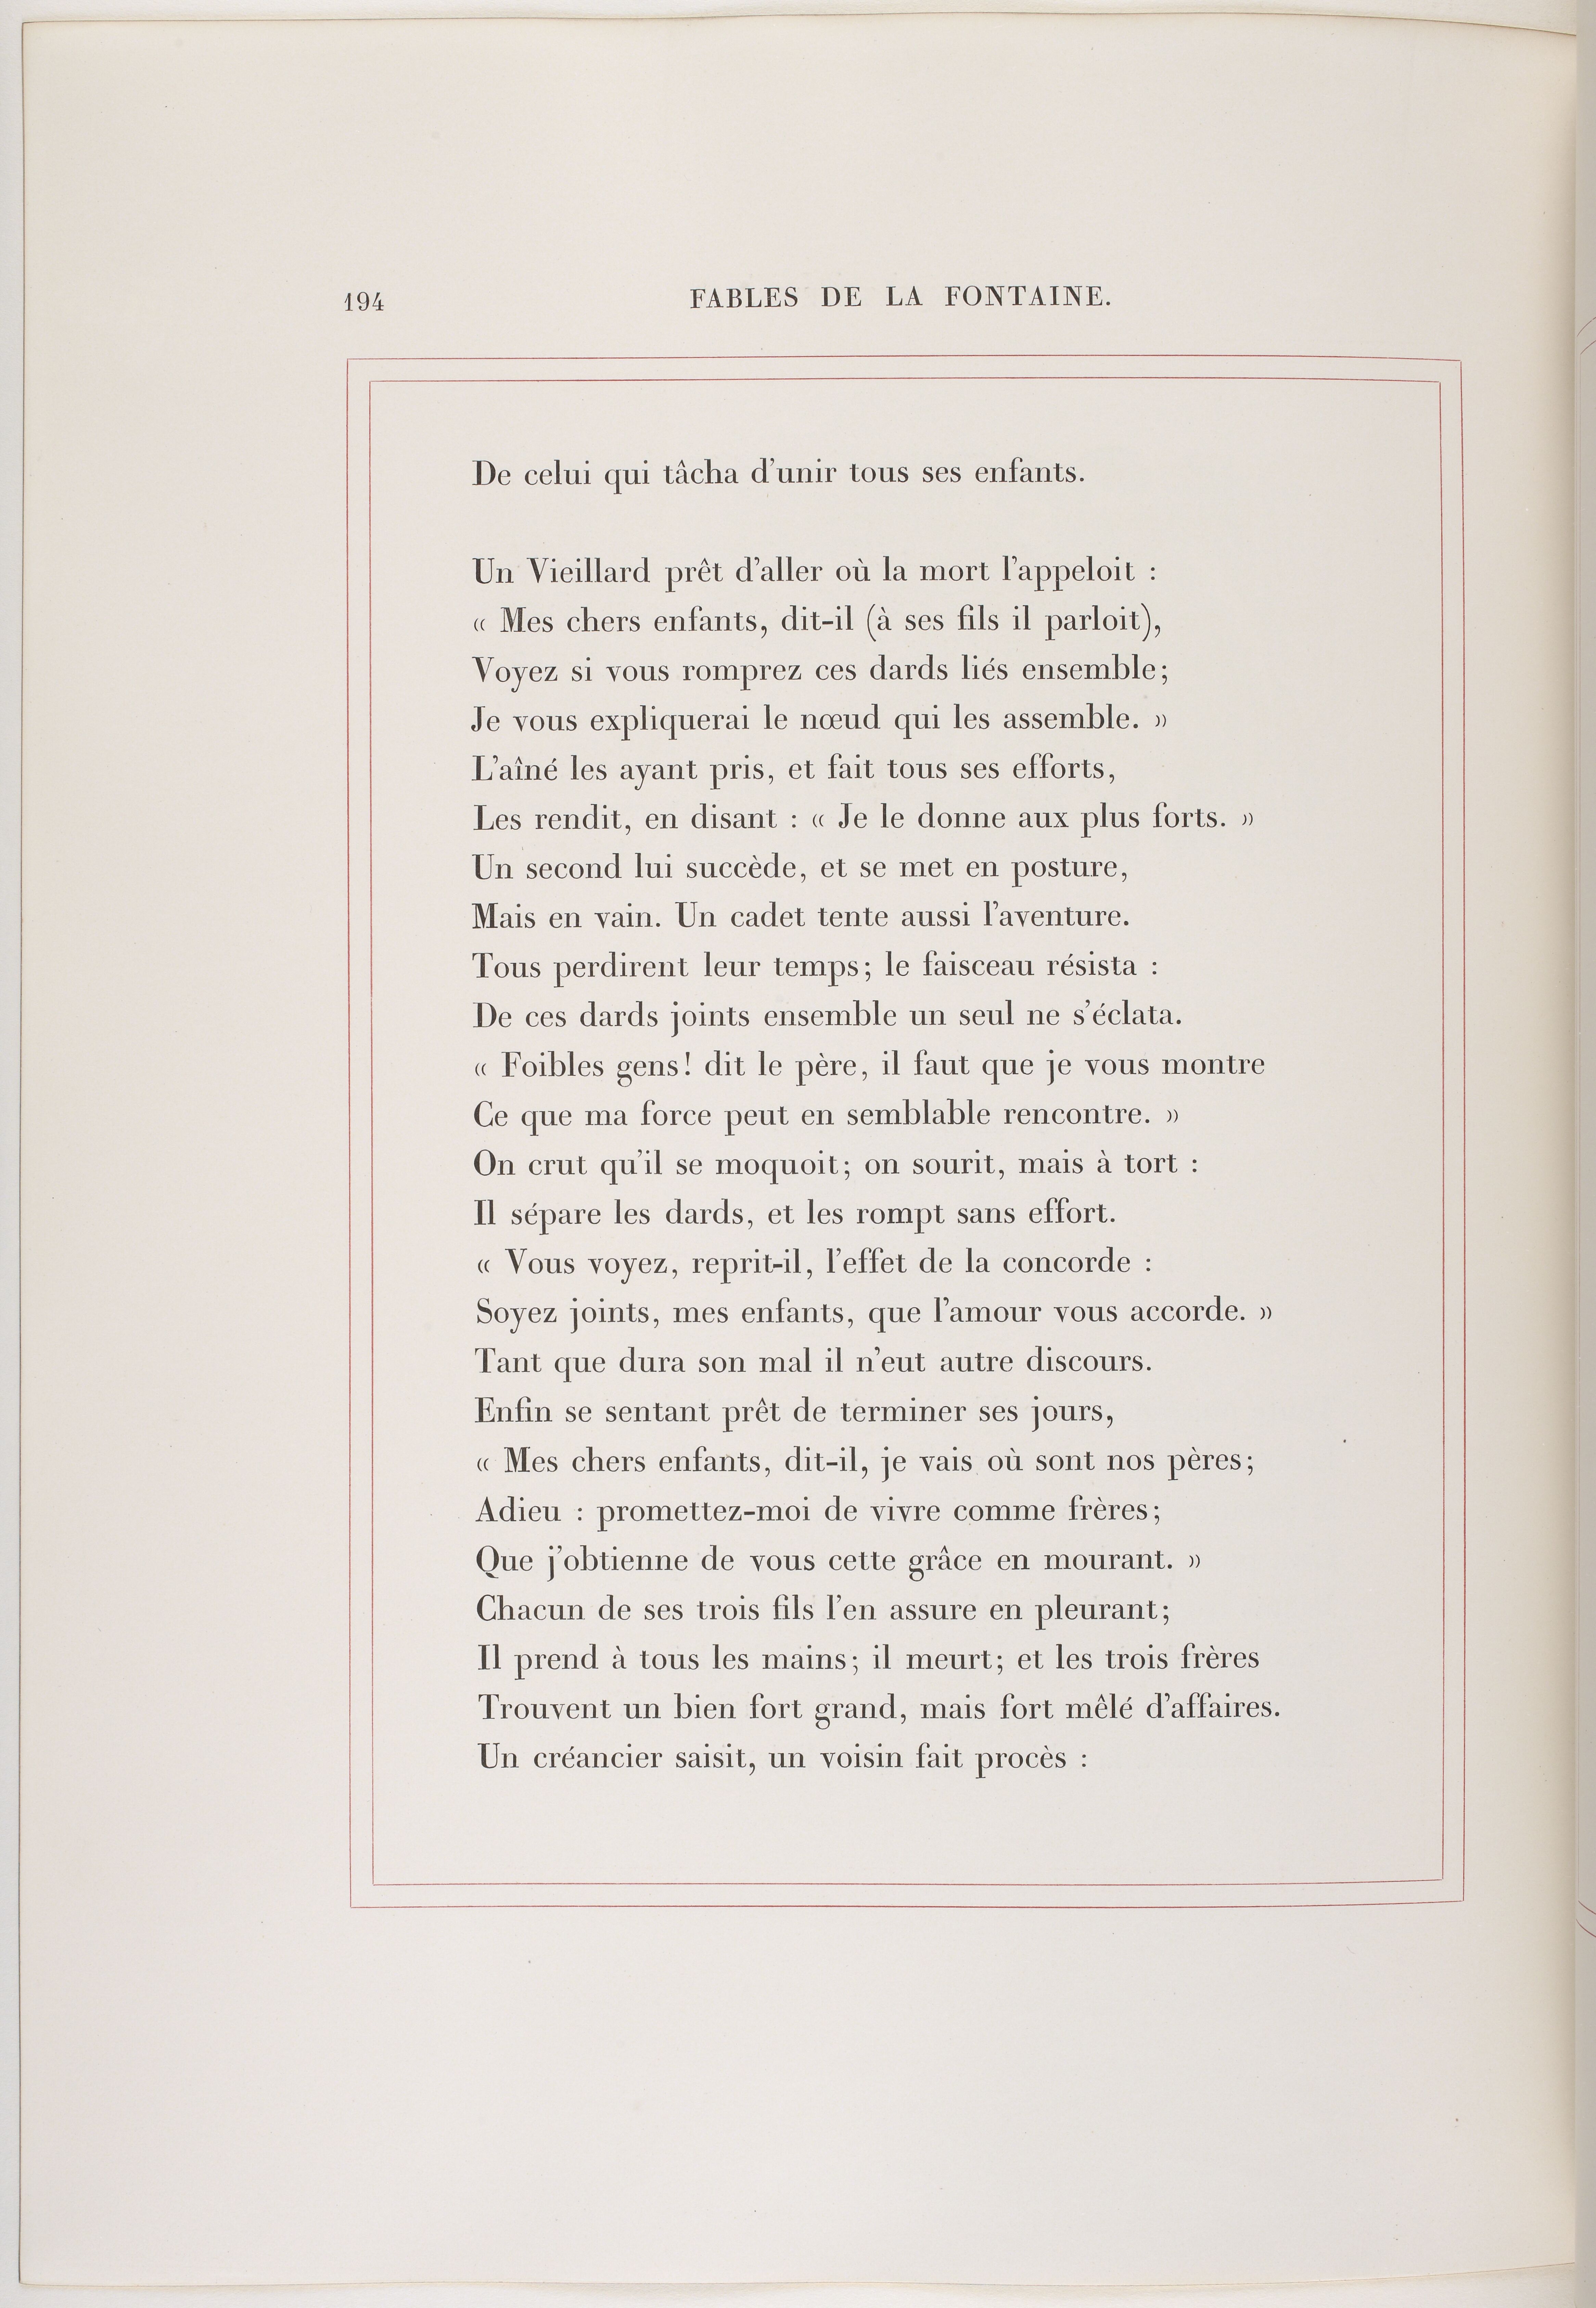 194
FABLES DE LA FONTAINE.
De celui qui tâcha d'unir tous ses enfants.
Un Vieillard prêt d'aller où la mort l'appeloit :
« Mes chers enfants, dit-il (à ses fils il parloit),
Voyez si vous romprez ces dards liés ensemble;
Je vous expliquerai le nœud qui les assemble. »
L'aîné les ayant pris, et fait tous ses efforts,
Les rendit, en disant : « Je le donne aux plus forts. »
Un second lui succède, et se met en posture,
Mais en vain. Un cadet tente aussi l'aventure.
Tous perdirent leur temps; le faisceau résista :
De ces dards joints ensemble un seul ne s'éclata.
« Foibles gens! dit le père, il faut que je vous montre
Ce que ma force peut en semblable rencontre. »
On crut qu'il se moquoit; on sourit, mais à tort :
Il sépare les dards, et les rompt sans effort.
« Vous voyez, reprit-il, l'effet de la concorde :
Soyez joints, mes enfants, que l'amour vous accorde. »
Tant que dura son mal il n'eut autre discours.
Enfin se sentant prêt de terminer ses jours,
« Mes chers enfants, dit-il, je vais où sont nos pères;
Adieu : promettez-moi de vivre comme frères;
Que j'obtienne de vous cette grâce en mourant. »
Chacun de ses trois fils l'en assure en pleurant;
Il prend à tous les mains; il meurt; et les trois frères
Trouvent un bien fort grand, mais fort mêlé d'affaires.
Un créancier saisit, un voisin fait procès :